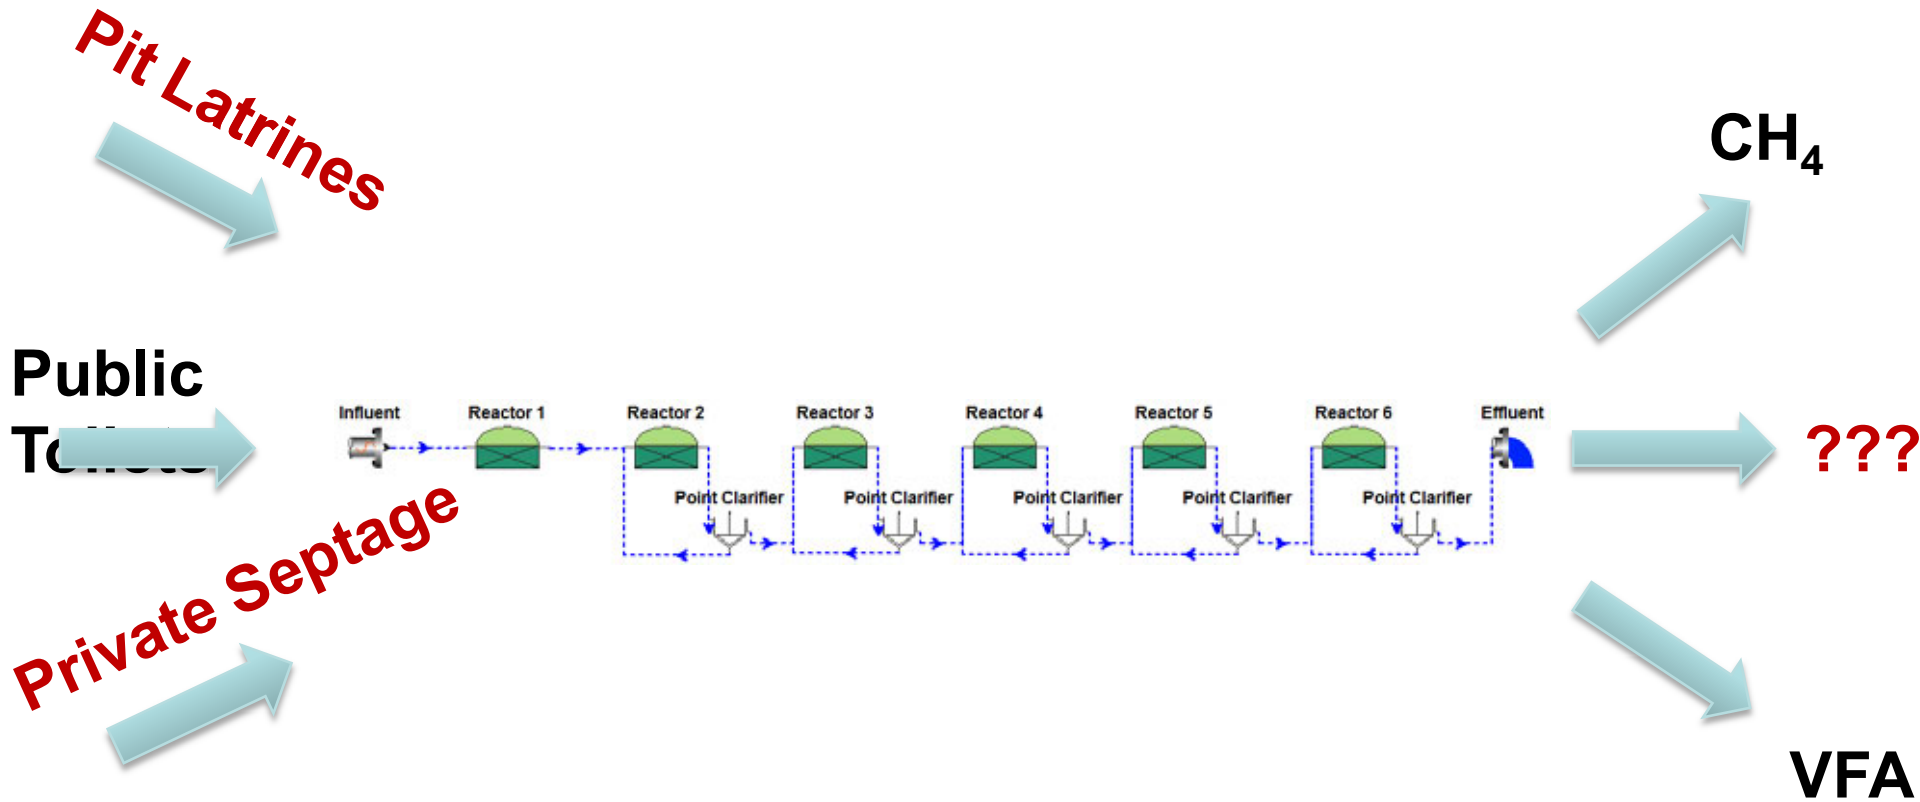 Pit Latrines
CH₄
Public
Toilets
Influent
Reactor 1
Reactor 2
Reactor 3
Reactor 4
Reactor 5
Reactor 6
Effluent
???
Point Clarifier
Point Clarifier
Point Clarifier
Point Clarifier
Point Clarifier
Private Septage
VFA